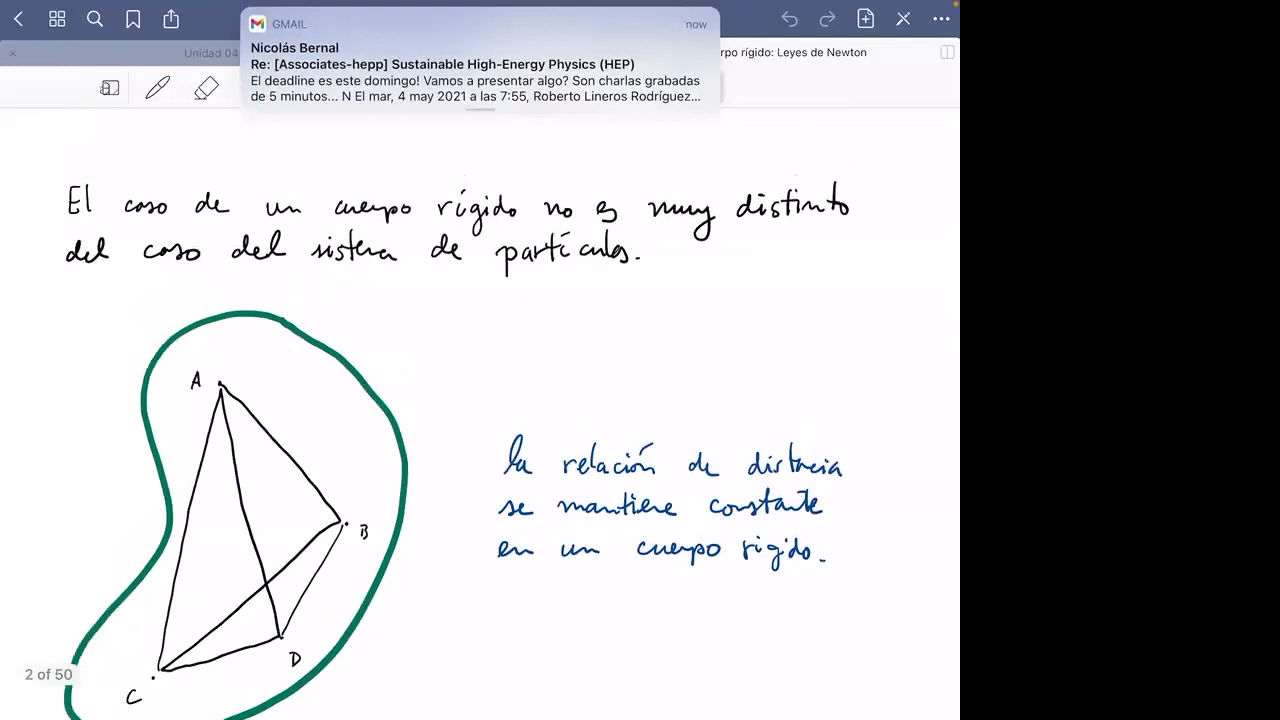 GMAIL
now
Nicolás Bernal
Re: [Associates-hepp] Sustainable High-Energy Physics (HEP)
El deadline es este domingo! Vamos a presentar algo? Son charlas grabadas
de 5 minutos... N El mar, 4 may 2021 a las 7:55, Roberto Lineros Rodríguez...
Unidad 04
rpo rígido: Leyes de Newton
El caso de un cuerpo rígido no es muy distinto
del caso del sistema de partículas.
A
B
C
D
la relación de distancia
se mantiene constante
en un cuerpo rigido.
2 of 50